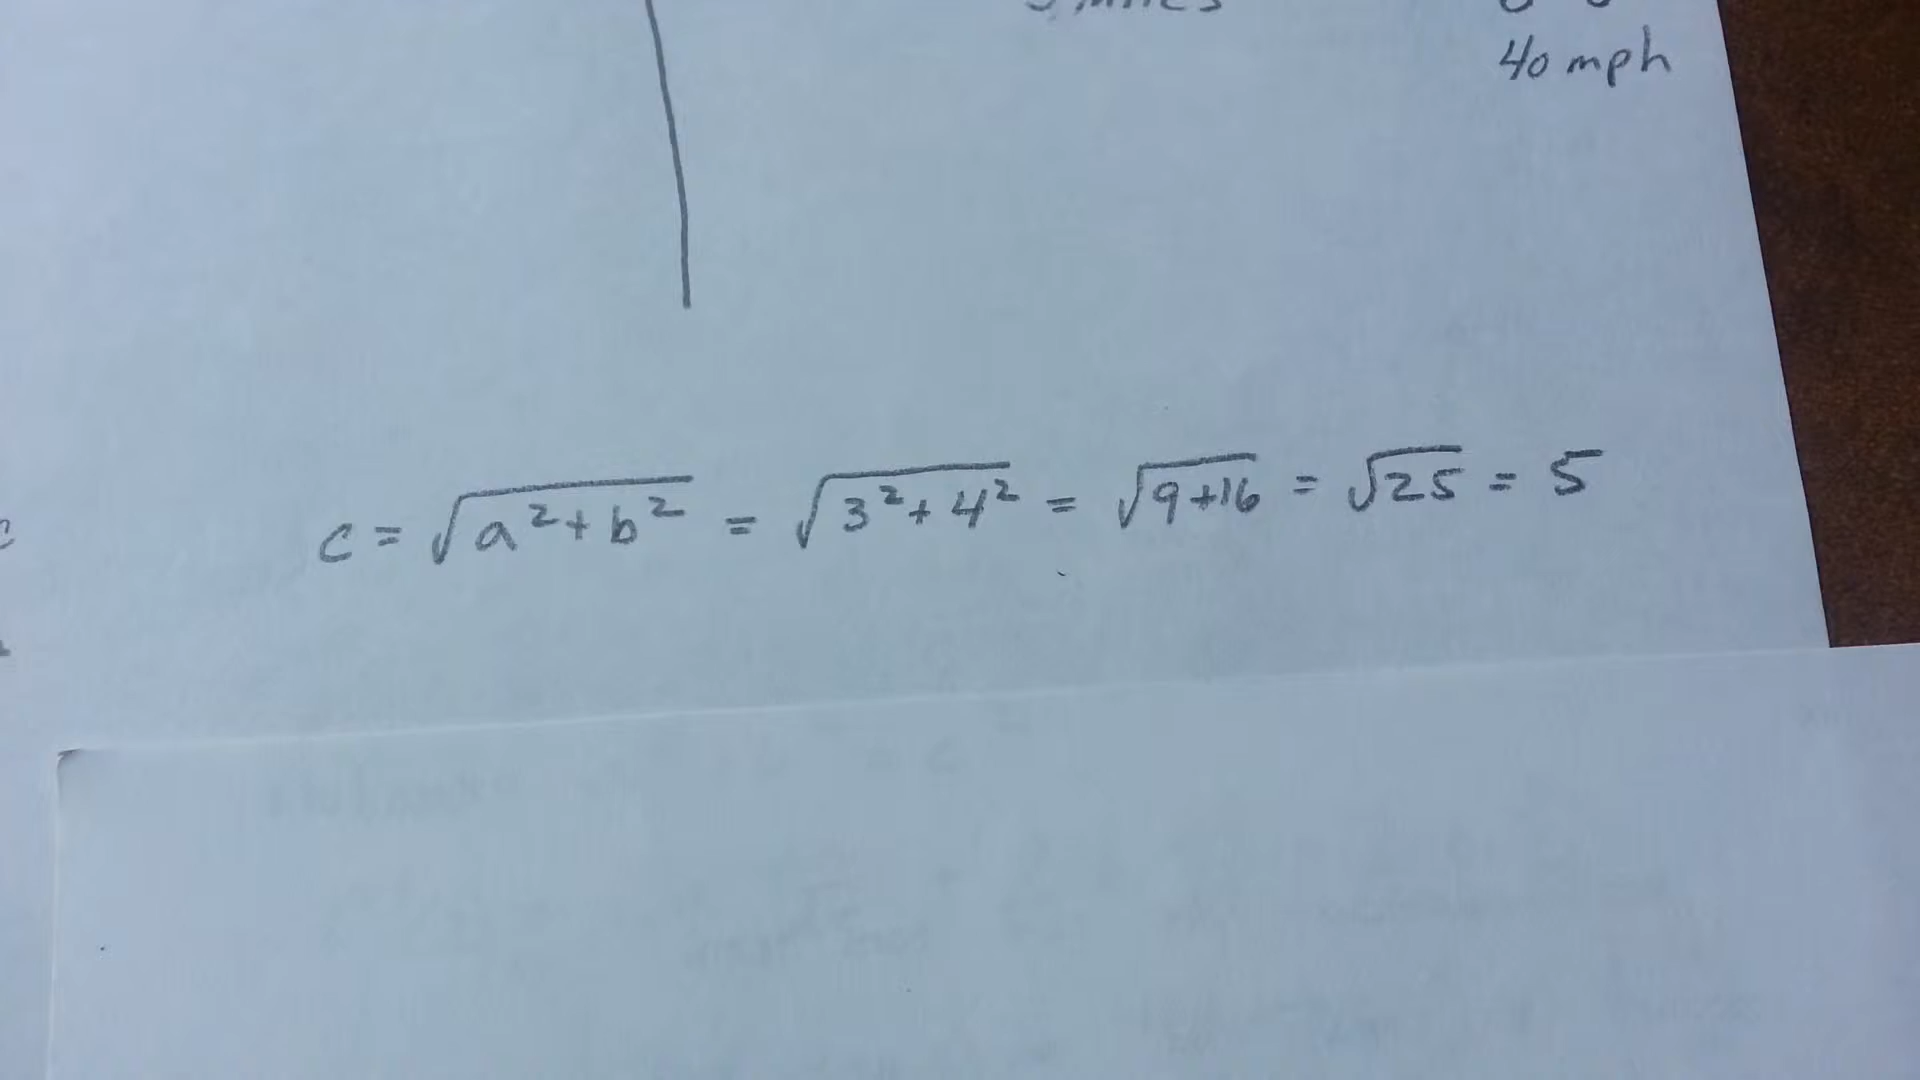 40 mph
c = √a²+b² = √3²+4² = √9+16 = √25 = 5